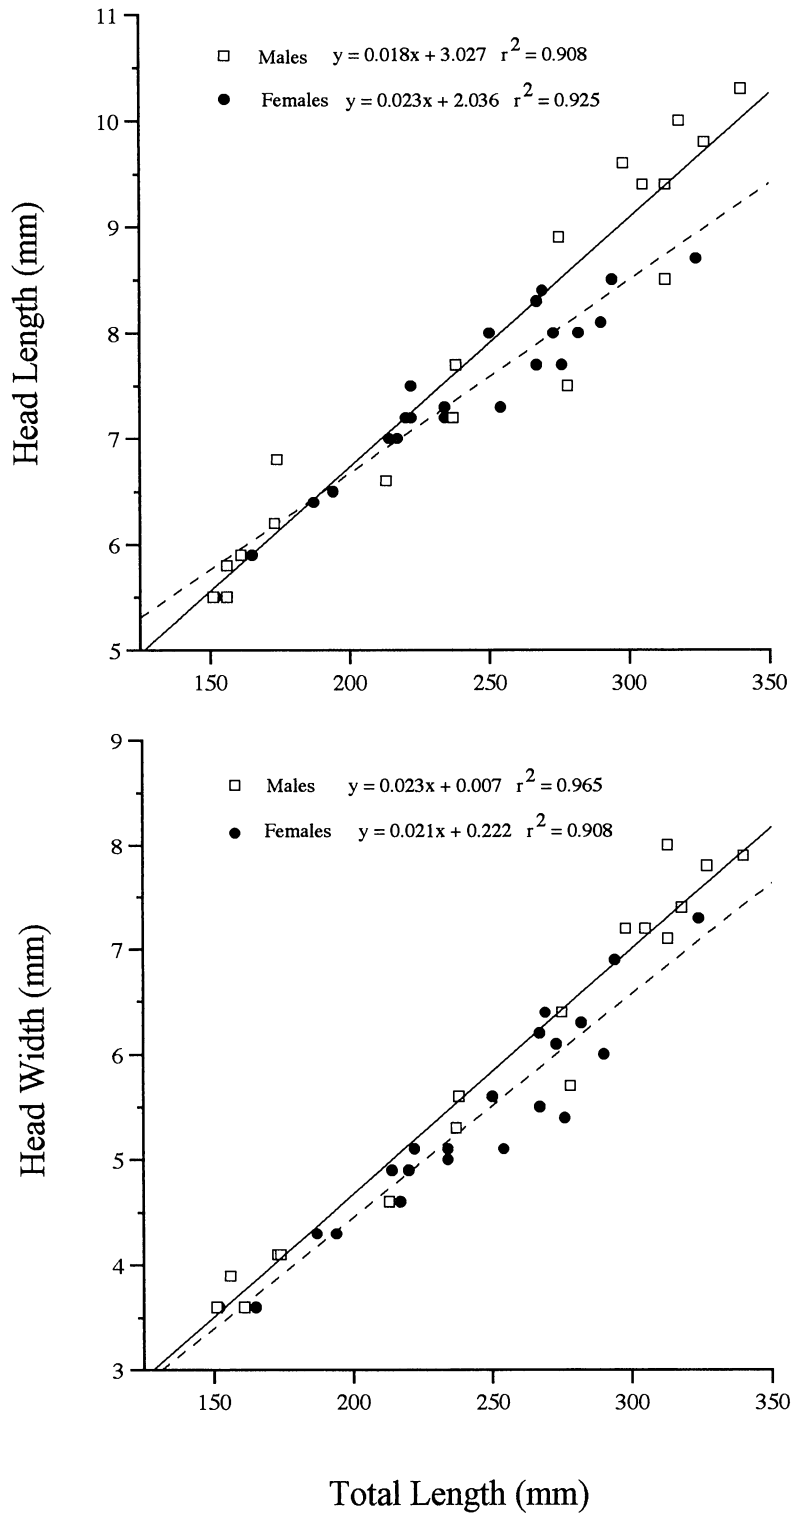 11
10
9
8
7
6
5
Head Length (mm)
Males y = 0.018x + 3.027 r2 = 0.908
Females y = 0.023x + 2.036 r2 = 0.925
150 200 250 300 350
9
8
7
6
5
4
3
Head Width (mm)
Males y = 0.023x + 0.007 r2 = 0.965
Females y = 0.021x + 0.222 r2 = 0.908
150 200 250 300 350
Total Length (mm)